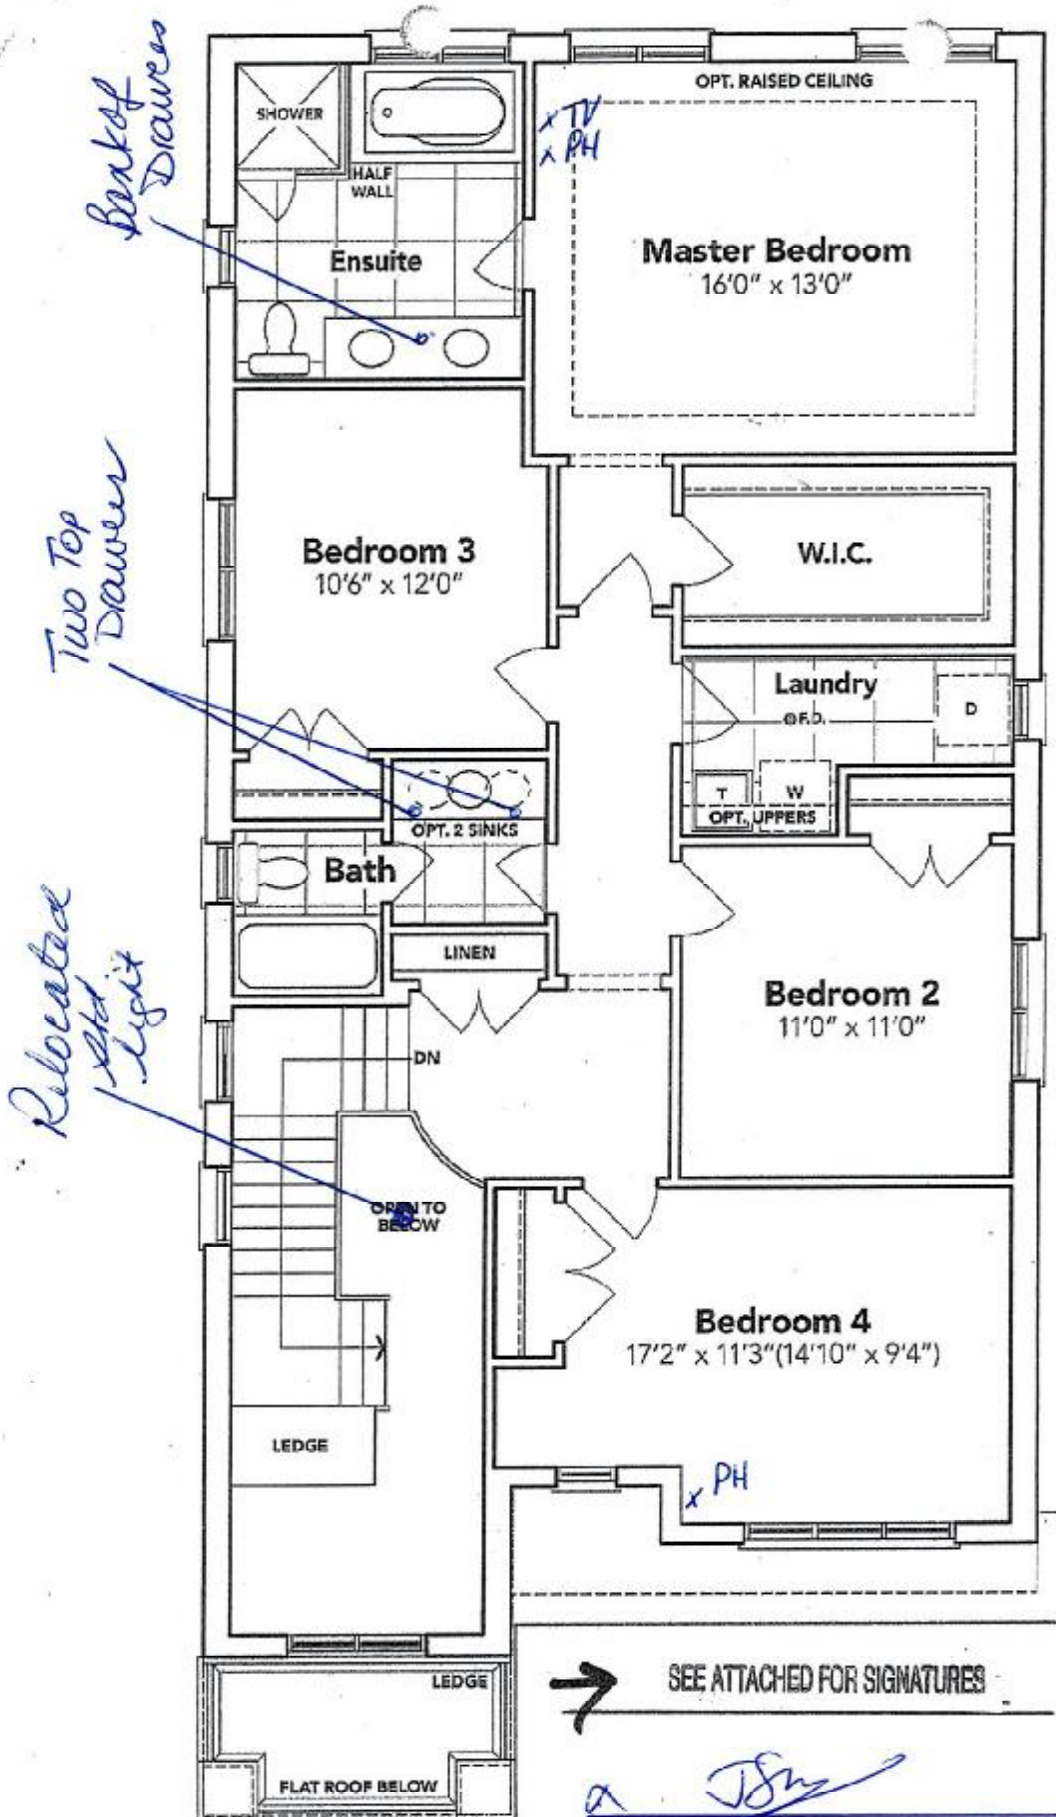 Bank of
Drawers
SHOWER
HALF
WALL
Ensuite
OPT. RAISED CEILING
x TV
x PH
Master Bedroom
16'0" x 13'0"
Two Top
Drawers
Bedroom 3
10'6" x 12'0"
W.I.C.
Laundry
F.D.
D
T
W
OPT. UPPERS
OPT. 2 SINKS
Bath
LINEN
Bedroom 2
11'0" x 11'0"
Relocated
std
light
DN
OPEN TO
BELOW
Bedroom 4
17'2" x 11'3"(14'10" x 9'4")
LEDGE
x PH
LEDGE
FLAT ROOF BELOW
SEE ATTACHED FOR SIGNATURES